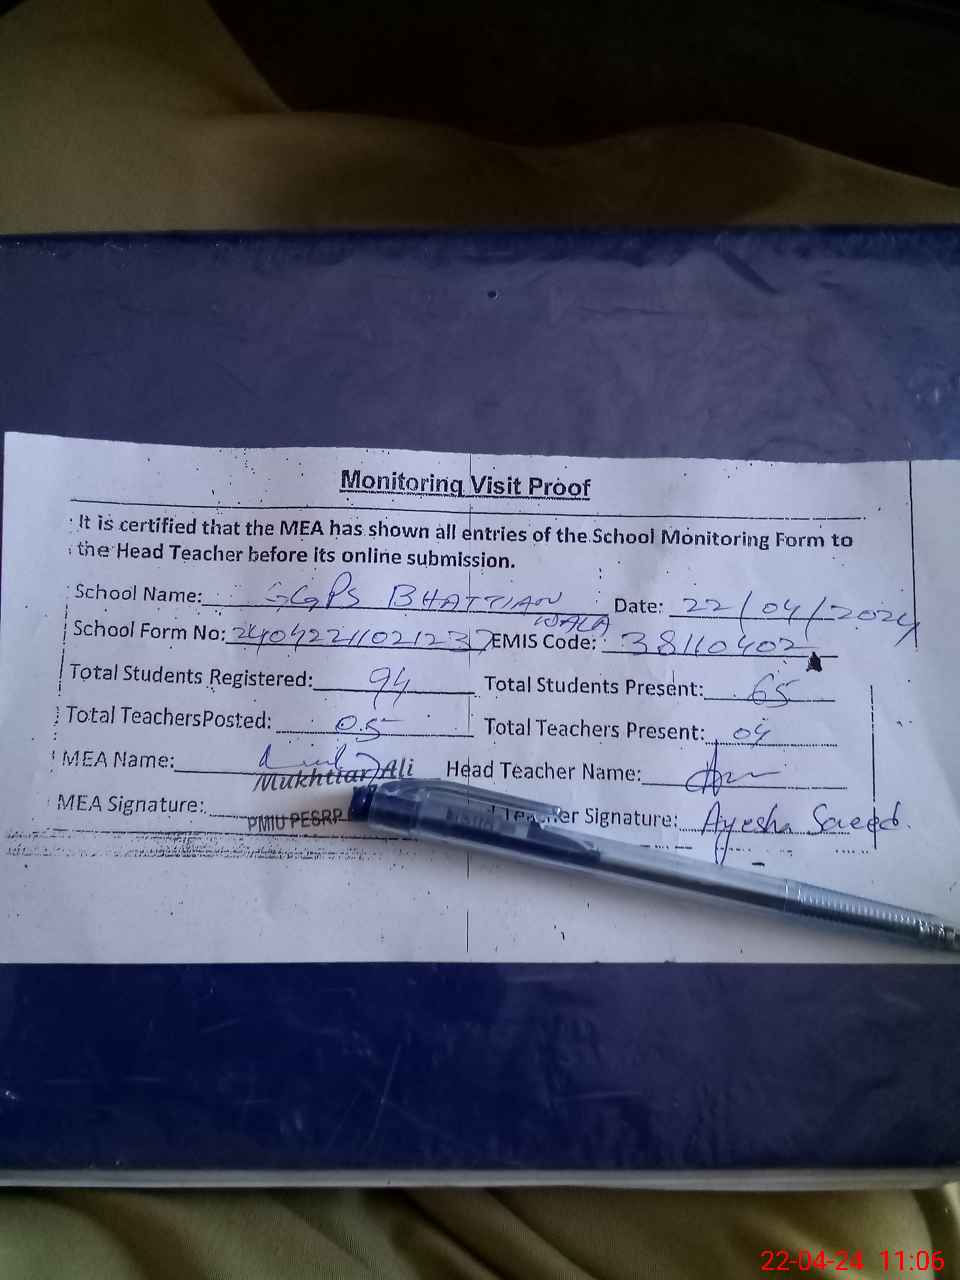 Monitoring Visit Proof
It is certified that the MEA has shown all entries of the School Monitoring Form to
the Head Teacher before its online submission.
School Name: GGPS BHATTIAN WALA Date: 22/04/2024
School Form No: 24042211021237 EMIS Code: 38110402
Total Students Registered: 94 Total Students Present: 65
Total TeachersPosted: 05 Total Teachers Present: 04
MEA Name: Mukhtiar Ali Head Teacher Name:
MEA Signature: PMIU PESRP Teacher Signature: Ayesha Saeed.
22-04-24 11:06